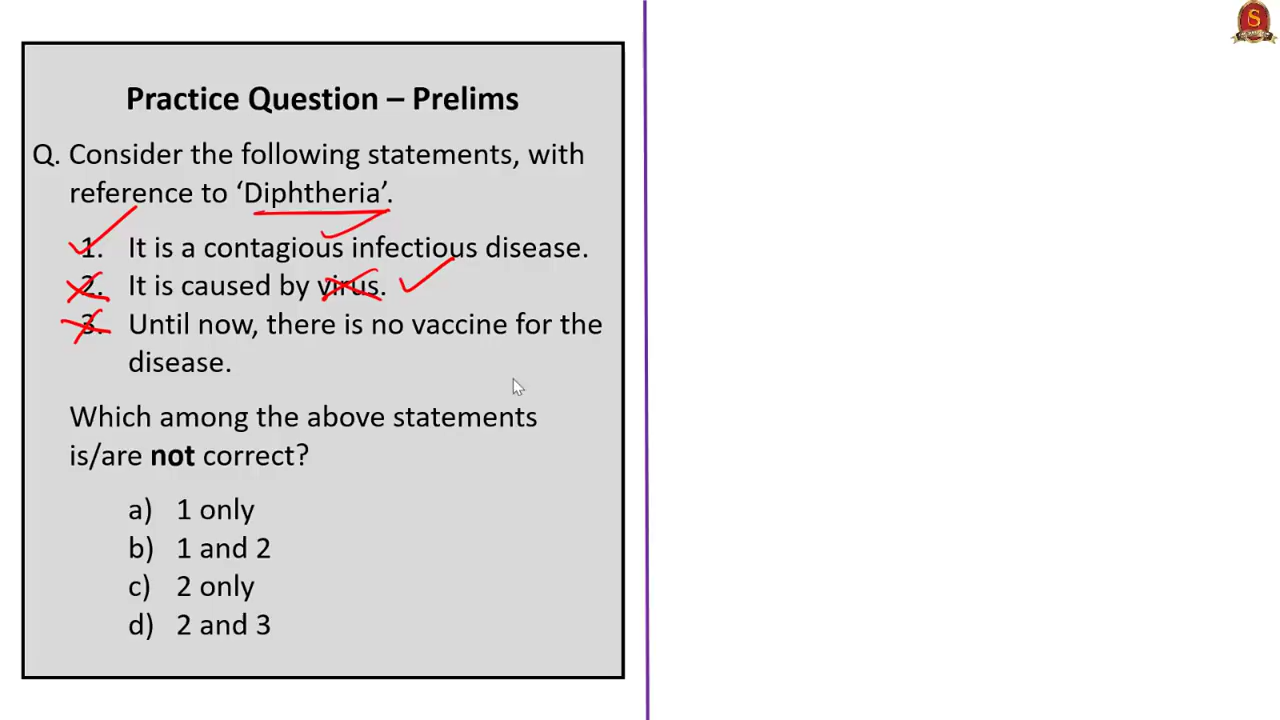 Practice Question – Prelims
Q. Consider the following statements, with
reference to ‘Diphtheria’.
1. It is a contagious infectious disease.
2. It is caused by virus.
3. Until now, there is no vaccine for the
disease.
Which among the above statements
is/are not correct?
a) 1 only
b) 1 and 2
c) 2 only
d) 2 and 3
S